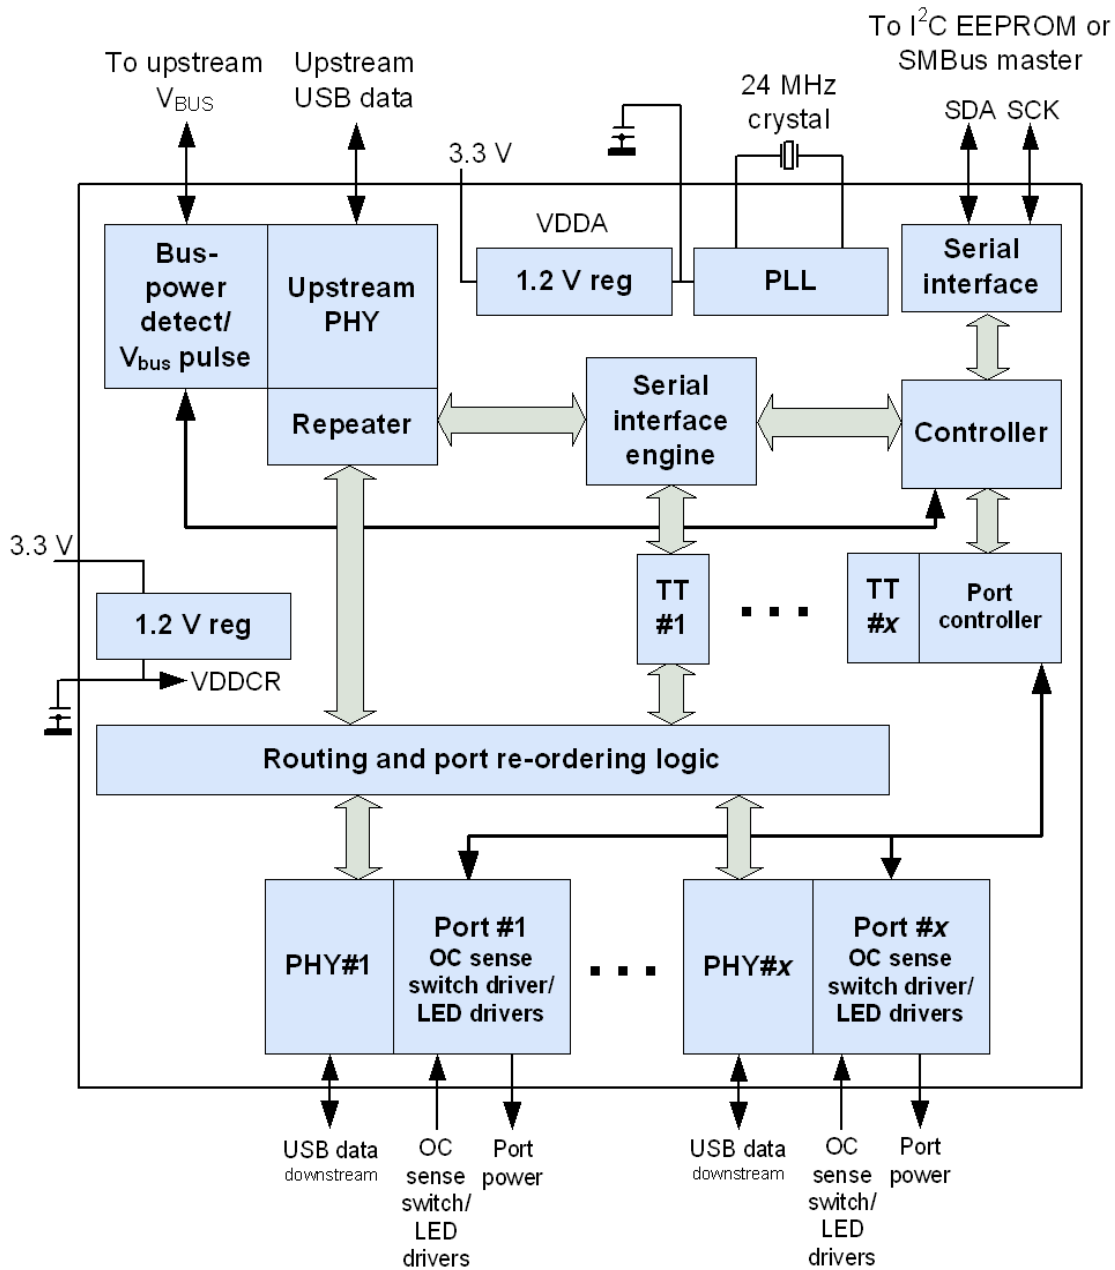 To I²C EEPROM or
SMBus master
To upstream
VBUS
Upstream
USB data
24 MHz
crystal
SDA
SCK
3.3 V
VDDA
Bus-
power
detect/
Vbus pulse
Upstream
PHY
1.2 V reg
PLL
Serial
interface
Repeater
Serial
interface
engine
Controller
3.3 V
1.2 V reg
VDDCR
TT
#1
TT
#x
Port
controller
Routing and port re-ordering logic
PHY#1
Port #1
OC sense
switch driver/
LED drivers
PHY#x
Port #x
OC sense
switch driver/
LED drivers
USB data
downstream
OC
sense
switch/
LED
drivers
Port
power
USB data
downstream
OC
sense
switch/
LED
drivers
Port
power